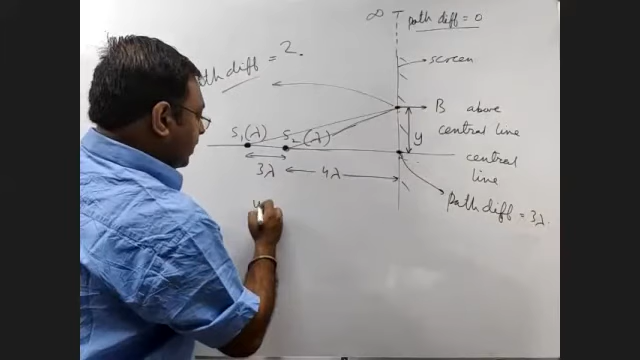 ∞ path diff = 0
path diff = 2.
screen
S₁(λ) S₂(λ)
B above
central line
y
3λ 4λ
central
line
path diff = 3λ.